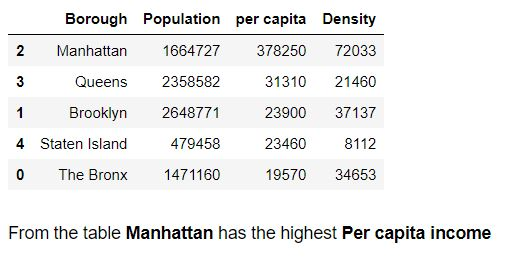 Borough Population per capita Density
2 Manhattan 1664727 378250 72033
3 Queens 2358582 31310 21460
1 Brooklyn 2648771 23900 37137
4 Staten Island 479458 23460 8112
0 The Bronx 1471160 19570 34653
From the table Manhattan has the highest Per capita income